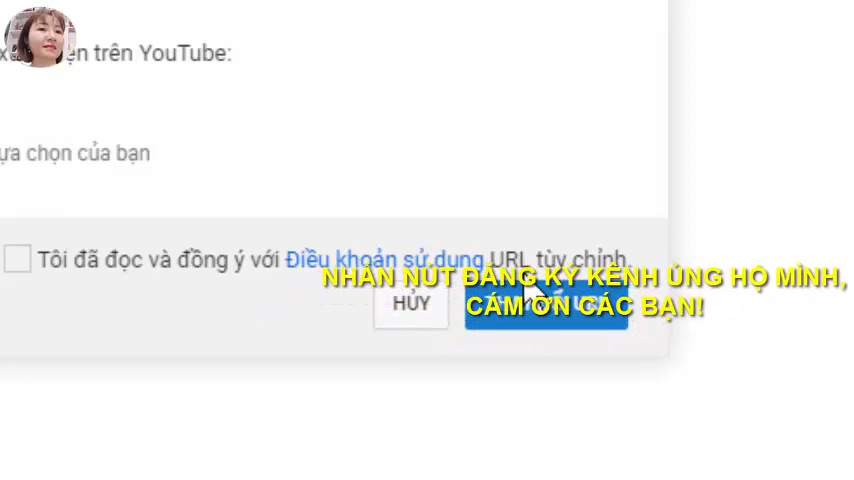 ện trên YouTube:
ựa chọn của bạn
Tôi đã đọc và đồng ý với Điều khoản sử dụng URL tùy chỉnh.
NHẤN NÚT ĐĂNG KÝ KÊNH ỦNG HỘ MÌNH,
CÁM ƠN CÁC BẠN!
HỦY